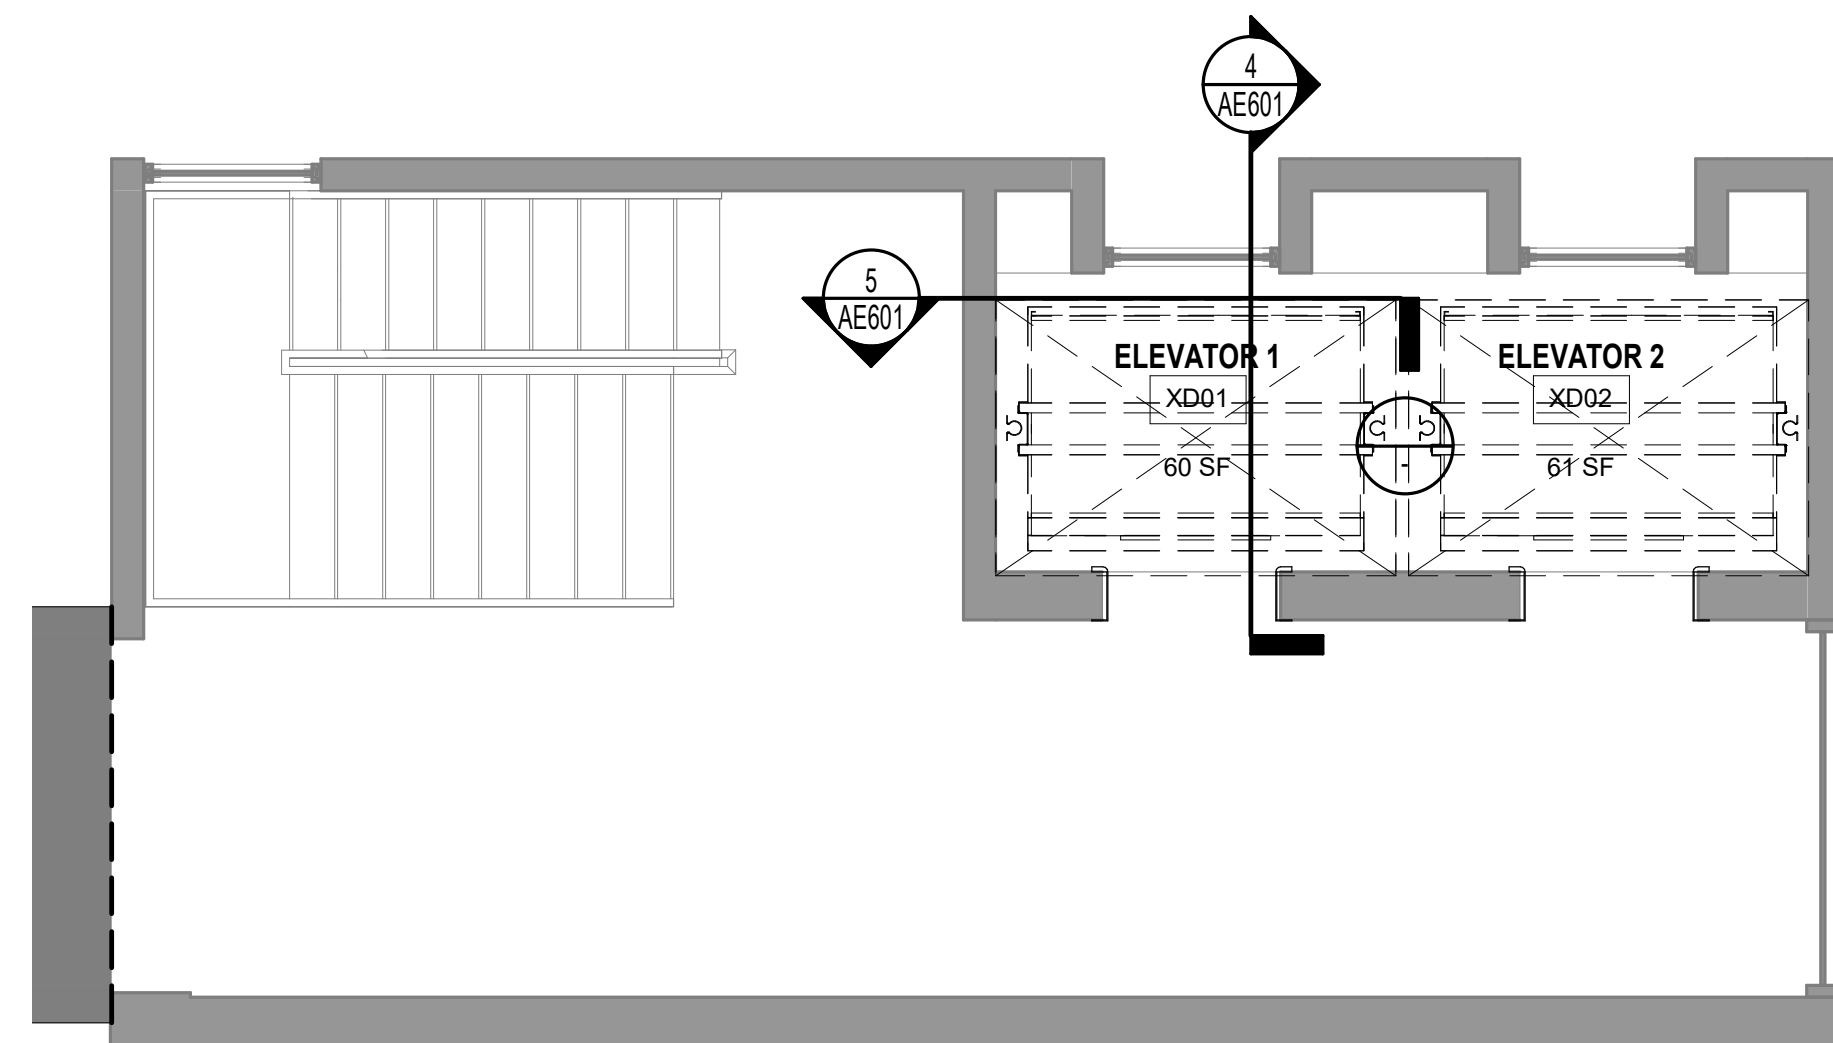 4
AE601
5
AE601
ELEVATOR 1
XD01
60 SF
ELEVATOR 2
XD02
61 SF
-